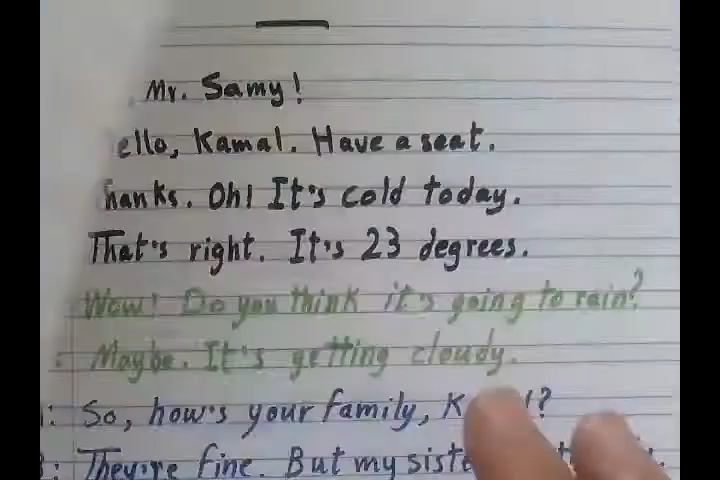 Mr. Samy!
ello, Kamal. Have a seat.
hanks. Oh! It's cold today.
That's right. It's 23 degrees.
Wow! Do you think it's going to rain?
Maybe. It's getting cloudy.
: So, how's your family, K
: They're fine. But my siste